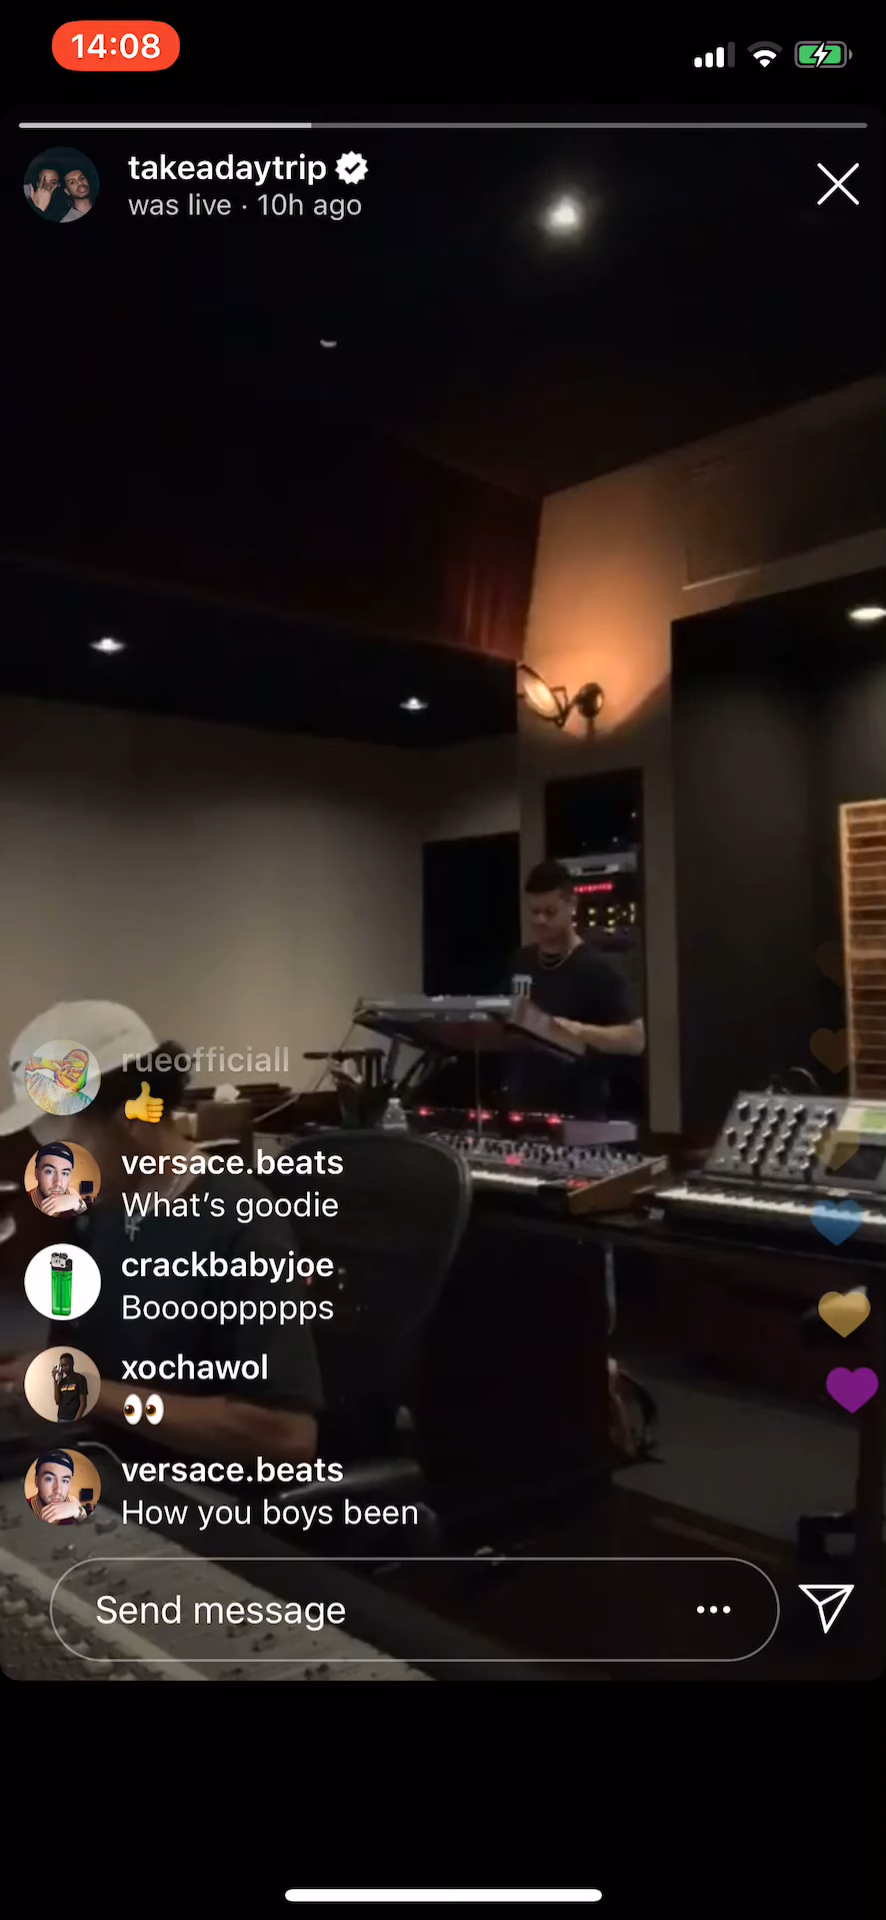 14:08
takeadaytrip
was live · 10h ago
rueofficiall
👍
versace.beats
What’s goodie
crackbabyjoe
Booooppppps
xochawol
👀
versace.beats
How you boys been
Send message